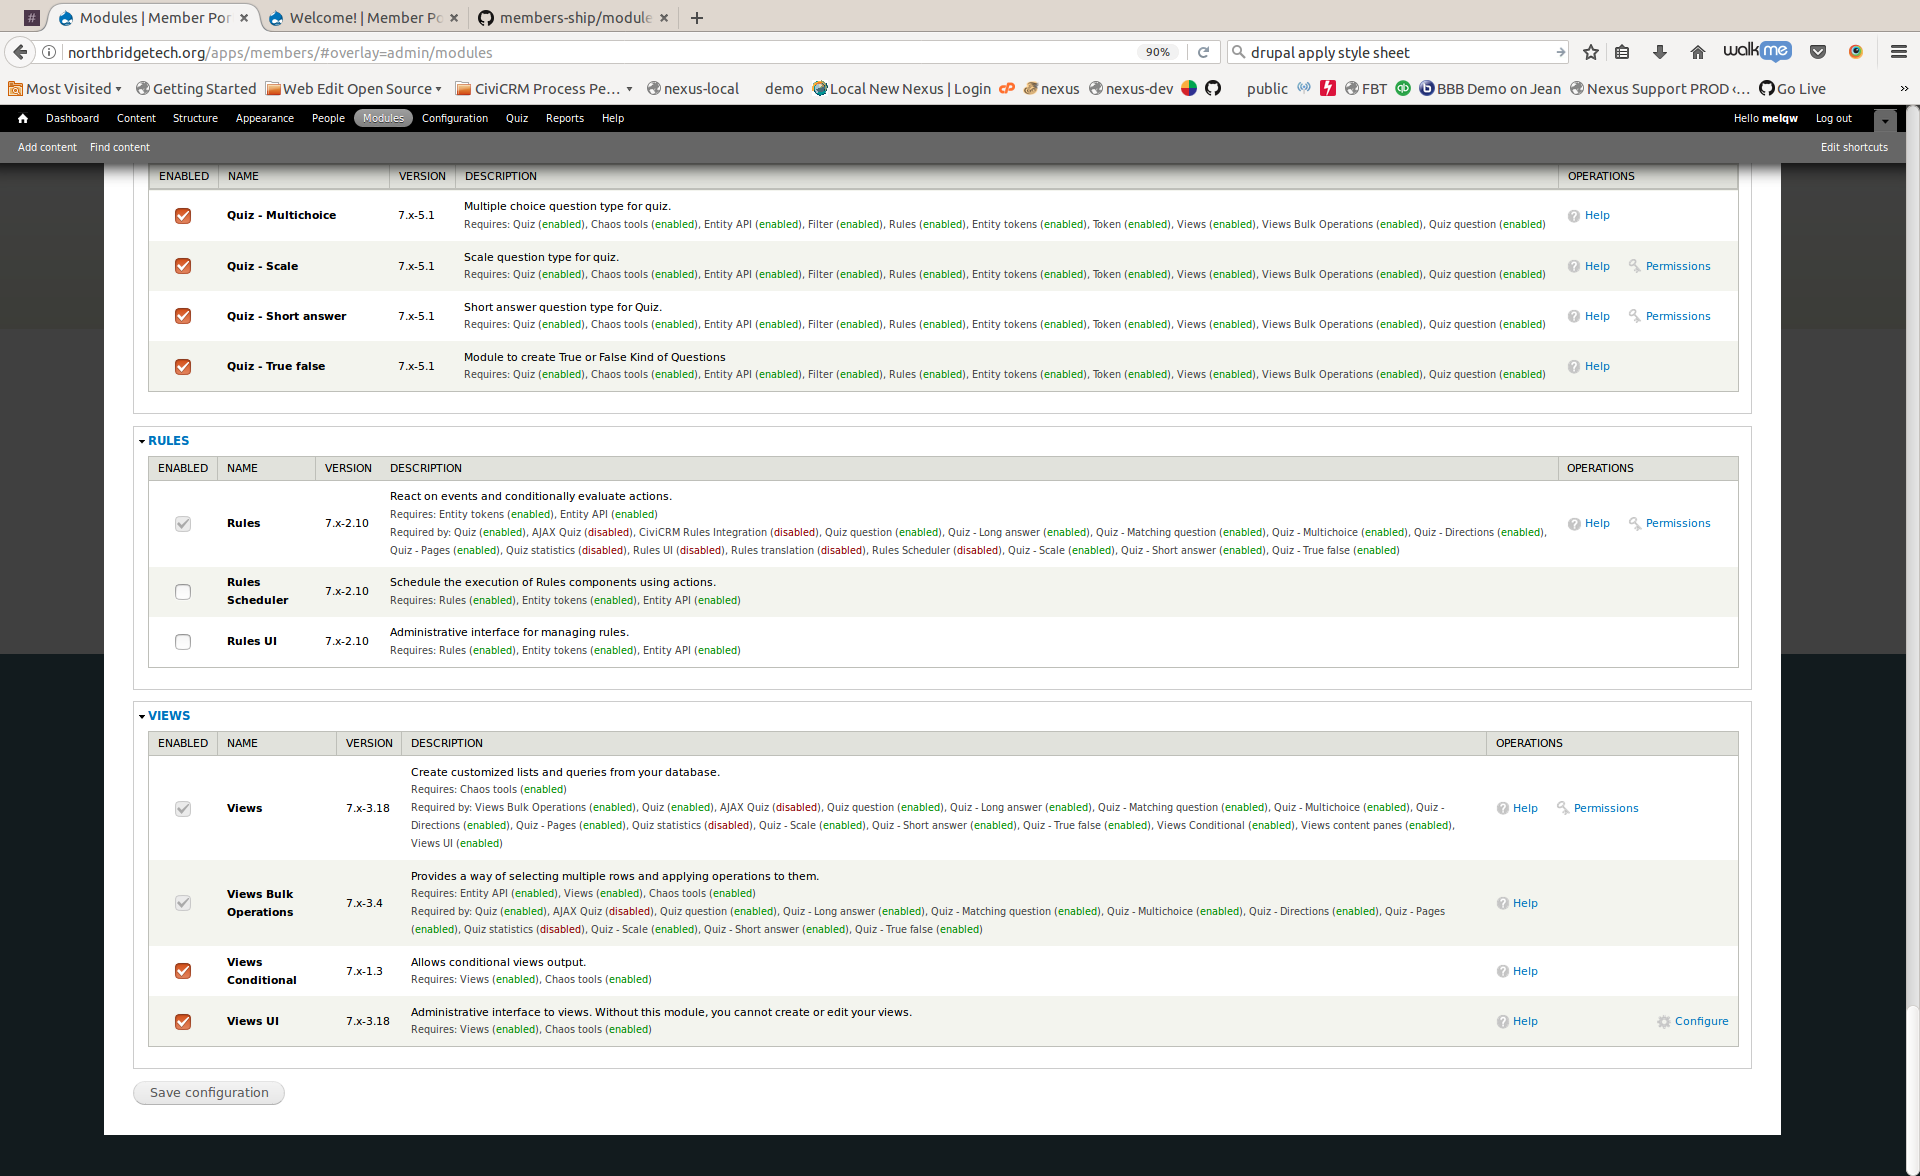 Modules | Member Por
Welcome! | Member Po
members-ship/module
northbridgetech.org/apps/members/#overlay=admin/modules
90%
drupal apply style sheet
walkme
Most Visited
Getting Started
Web Edit Open Source
CiviCRM Process Pe...
nexus-local
demo
Local New Nexus | Login
nexus
nexus-dev
public
FBT
BBB Demo on Jean
Nexus Support PROD ‹...
Go Live
Dashboard Content Structure Appearance People Modules Configuration Quiz Reports Help
Hello melqw Log out
Add content Find content
Edit shortcuts
ENABLED NAME VERSION DESCRIPTION OPERATIONS
Multiple choice question type for quiz.
Quiz - Multichoice 7.x-5.1
Help
Requires: Quiz (enabled), Chaos tools (enabled), Entity API (enabled), Filter (enabled), Rules (enabled), Entity tokens (enabled), Token (enabled), Views (enabled), Views Bulk Operations (enabled), Quiz question (enabled)
Scale question type for quiz.
Quiz - Scale 7.x-5.1
Help Permissions
Requires: Quiz (enabled), Chaos tools (enabled), Entity API (enabled), Filter (enabled), Rules (enabled), Entity tokens (enabled), Token (enabled), Views (enabled), Views Bulk Operations (enabled), Quiz question (enabled)
Short answer question type for Quiz.
Quiz - Short answer 7.x-5.1
Help Permissions
Requires: Quiz (enabled), Chaos tools (enabled), Entity API (enabled), Filter (enabled), Rules (enabled), Entity tokens (enabled), Token (enabled), Views (enabled), Views Bulk Operations (enabled), Quiz question (enabled)
Module to create True or False Kind of Questions
Quiz - True false 7.x-5.1
Help
Requires: Quiz (enabled), Chaos tools (enabled), Entity API (enabled), Filter (enabled), Rules (enabled), Entity tokens (enabled), Token (enabled), Views (enabled), Views Bulk Operations (enabled), Quiz question (enabled)
RULES
ENABLED NAME VERSION DESCRIPTION OPERATIONS
React on events and conditionally evaluate actions.
Requires: Entity tokens (enabled), Entity API (enabled)
Rules 7.x-2.10
Help Permissions
Required by: Quiz (enabled), AJAX Quiz (disabled), CiviCRM Rules Integration (disabled), Quiz question (enabled), Quiz - Long answer (enabled), Quiz - Matching question (enabled), Quiz - Multichoice (enabled), Quiz - Directions (enabled),
Quiz - Pages (enabled), Quiz statistics (disabled), Rules UI (disabled), Rules translation (disabled), Rules Scheduler (disabled), Quiz - Scale (enabled), Quiz - Short answer (enabled), Quiz - True false (enabled)
Rules
Scheduler
7.x-2.10
Schedule the execution of Rules components using actions.
Requires: Rules (enabled), Entity tokens (enabled), Entity API (enabled)
Rules UI 7.x-2.10
Administrative interface for managing rules.
Requires: Rules (enabled), Entity tokens (enabled), Entity API (enabled)
VIEWS
ENABLED NAME VERSION DESCRIPTION OPERATIONS
Create customized lists and queries from your database.
Requires: Chaos tools (enabled)
Views 7.x-3.18
Required by: Views Bulk Operations (enabled), Quiz (enabled), AJAX Quiz (disabled), Quiz question (enabled), Quiz - Long answer (enabled), Quiz - Matching question (enabled), Quiz - Multichoice (enabled), Quiz -
Directions (enabled), Quiz - Pages (enabled), Quiz statistics (disabled), Quiz - Scale (enabled), Quiz - Short answer (enabled), Quiz - True false (enabled), Views Conditional (enabled), Views content panes (enabled),
Views UI (enabled)
Help Permissions
Views Bulk
Operations
7.x-3.4
Provides a way of selecting multiple rows and applying operations to them.
Requires: Entity API (enabled), Views (enabled), Chaos tools (enabled)
Required by: Quiz (enabled), AJAX Quiz (disabled), Quiz question (enabled), Quiz - Long answer (enabled), Quiz - Matching question (enabled), Quiz - Multichoice (enabled), Quiz - Directions (enabled), Quiz - Pages
(enabled), Quiz statistics (disabled), Quiz - Scale (enabled), Quiz - Short answer (enabled), Quiz - True false (enabled)
Help
Views
Conditional
7.x-1.3
Allows conditional views output.
Requires: Views (enabled), Chaos tools (enabled)
Help
Views UI 7.x-3.18
Administrative interface to views. Without this module, you cannot create or edit your views.
Requires: Views (enabled), Chaos tools (enabled)
Help Configure
Save configuration